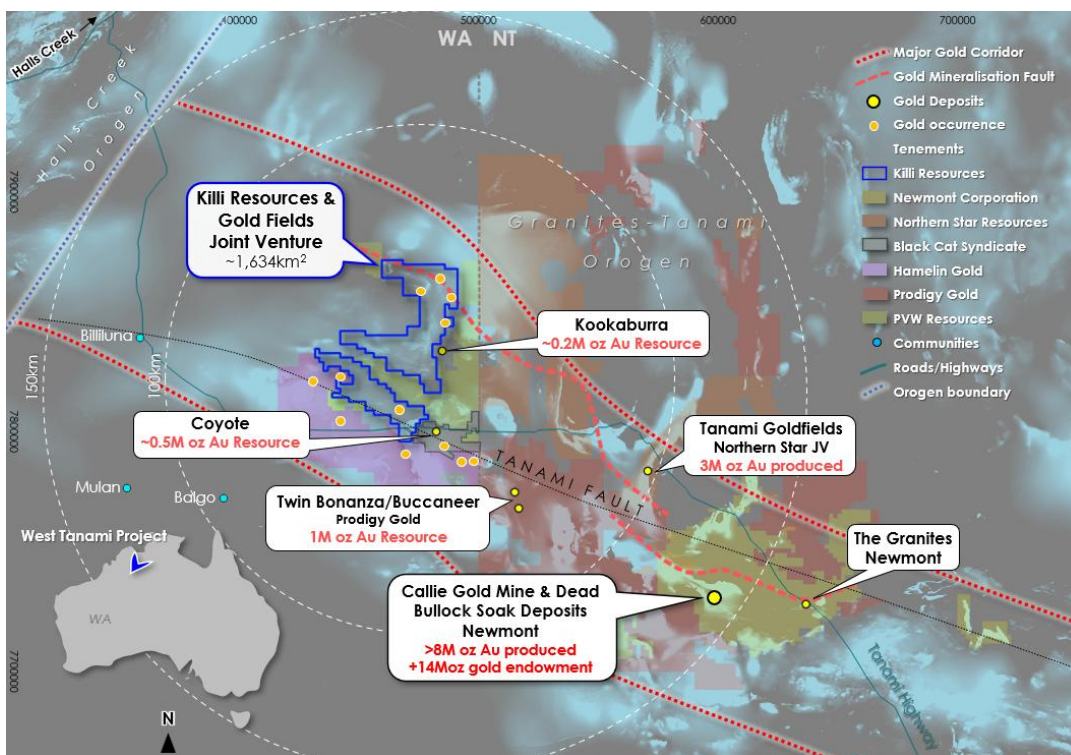 400000
500000
600000
700000
Halls Creek
Halls Creek
Orogen
WA NT
7900000
7800000
7700000
Major Gold Corridor
Gold Mineralisation Fault
Gold Deposits
Gold occurrence
Tenements
Killi Resources
Newmont Corporation
Northern Star Resources
Black Cat Syndicate
Hamelin Gold
Prodigy Gold
PVW Resources
Communities
Roads/Highways
Orogen boundary
Killi Resources &
Gold Fields
Joint Venture
~1,634km²
Granites-Tanami
Orogen
Kookaburra
~0.2M oz Au Resource
Billiluna
150km
100km
Coyote
~0.5M oz Au Resource
Tanami Goldfields
Northern Star JV
3M oz Au produced
TANAMI FAULT
Mulan
Balgo
Twin Bonanza/Buccaneer
Prodigy Gold
1M oz Au Resource
The Granites
Newmont
West Tanami Project
WA
Callie Gold Mine & Dead
Bullock Soak Deposits
Newmont
>8M oz Au produced
+14Moz gold endowment
Tanami Highway
N